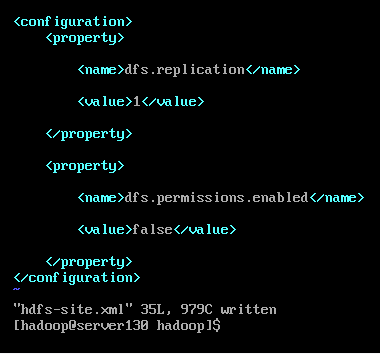 <configuration>
<property>
<name>dfs.replication</name>
<value>1</value>
</property>
<property>
<name>dfs.permissions.enabled</name>
<value>false</value>
</property>
</configuration>
~
"hdfs-site.xml" 35L, 979C written
[hadoop@server130 hadoop]$